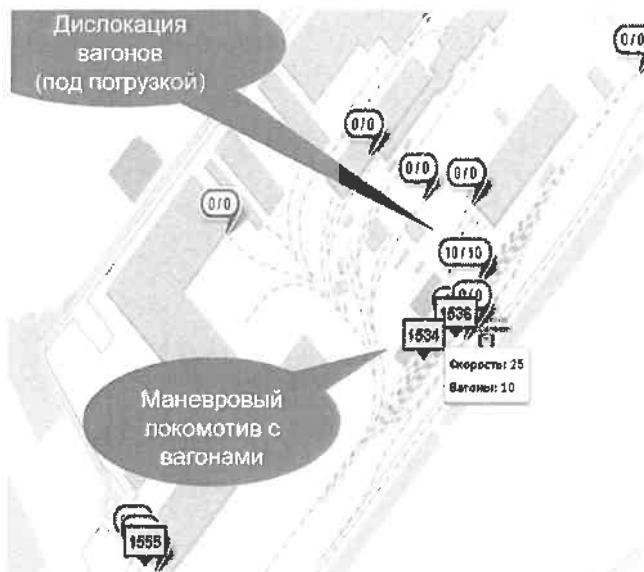 Дислокация
вагонов
(под погрузкой)
0/0
0/0
0/0
0/0
0/0
10/10
0/0
1536
1534
Скорость: 25
Вагоны: 10
Маневровый
локомотив с
вагонами
1555